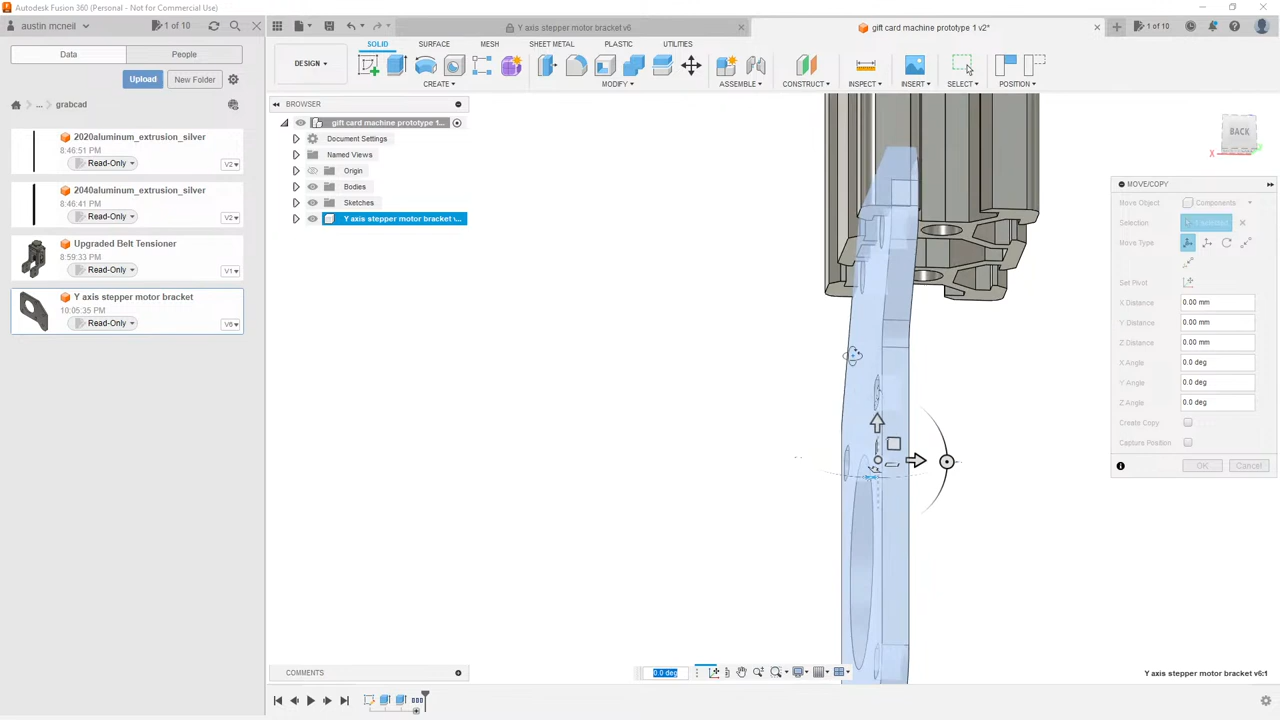 Autodesk Fusion 360 (Personal - Not for Commercial Use)
austin mcneil
1 of 10
Y axis stepper motor bracket v6
gift card machine prototype 1 v2*
1 of 10
Data
People
SOLID
SURFACE
MESH
SHEET METAL
PLASTIC
UTILITIES
Upload
New Folder
DESIGN
CREATE
MODIFY
ASSEMBLE
CONSTRUCT
INSPECT
INSERT
SELECT
POSITION
...
grabcad
BROWSER
gift card machine prototype 1...
Document Settings
Named Views
Origin
Bodies
Sketches
Y axis stepper motor bracket v...
2020aluminum_extrusion_silver
8:46:51 PM
Read-Only
V2
2040aluminum_extrusion_silver
8:46:41 PM
Read-Only
V2
Upgraded Belt Tensioner
8:59:33 PM
Read-Only
V1
Y axis stepper motor bracket
10:05:35 PM
Read-Only
V6
BACK
X
MOVE/COPY
Move Object
Components
Selection
1 selected
Move Type
Set Pivot
X Distance
0.00 mm
Y Distance
0.00 mm
Z Distance
0.00 mm
X Angle
0.0 deg
Y Angle
0.0 deg
Z Angle
0.0 deg
Create Copy
Capture Position
OK
Cancel
COMMENTS
0.0 deg
Y axis stepper motor bracket v6:1